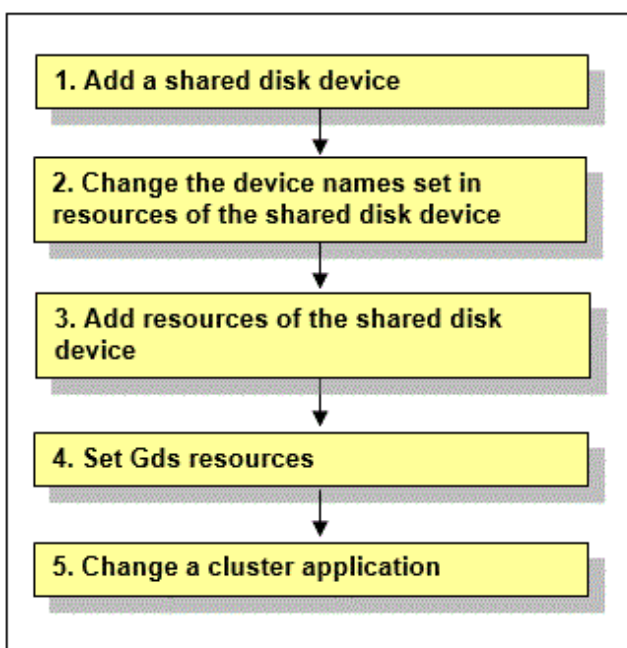 1. Add a shared disk device
2. Change the device names set in
resources of the shared disk device
3. Add resources of the shared disk
device
4. Set Gds resources
5. Change a cluster application